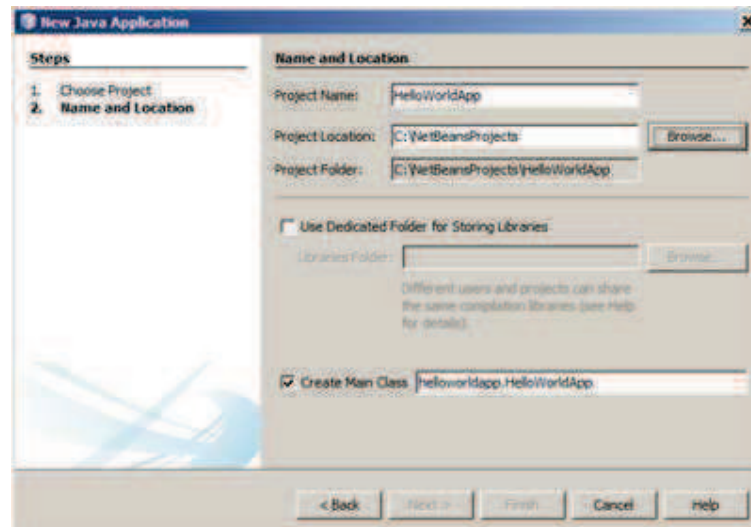 New Java Application
Steps
1. Choose Project
2. Name and Location
Name and Location
Project Name: HelloWorldApp
Project Location: C:\NetBeansProjects Browse...
Project Folder: C:\NetBeansProjects\HelloWorldApp
Use Dedicated Folder for Storing Libraries
Libraries Folder: Browse...
Different users and projects can share
the same compilation libraries (see Help
for details).
Create Main Class helloworldapp.HelloWorldApp
< Back Next > Finish Cancel Help